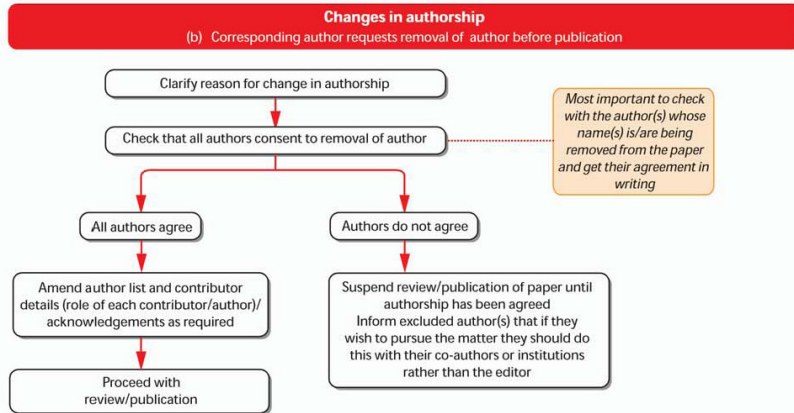 Changes in authorship
(b) Corresponding author requests removal of author before publication
Clarify reason for change in authorship
Check that all authors consent to removal of author
Most important to check
with the author(s) whose
name(s) is/are being
removed from the paper
and get their agreement in
writing
All authors agree
Authors do not agree
Amend author list and contributor
details (role of each contributor/author)/
acknowledgements as required
Suspend review/publication of paper until
authorship has been agreed
Inform excluded author(s) that if they
wish to pursue the matter they should do
this with their co-authors or institutions
rather than the editor
Proceed with
review/publication